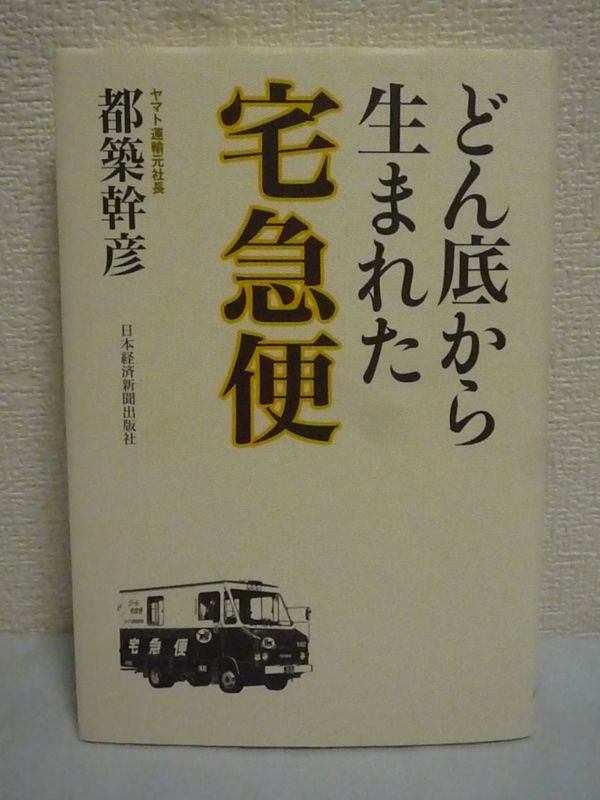 どん底から
生まれた
宅急便
ヤマト運輸元社長
都築幹彦
日本経済新聞出版社
宅急便